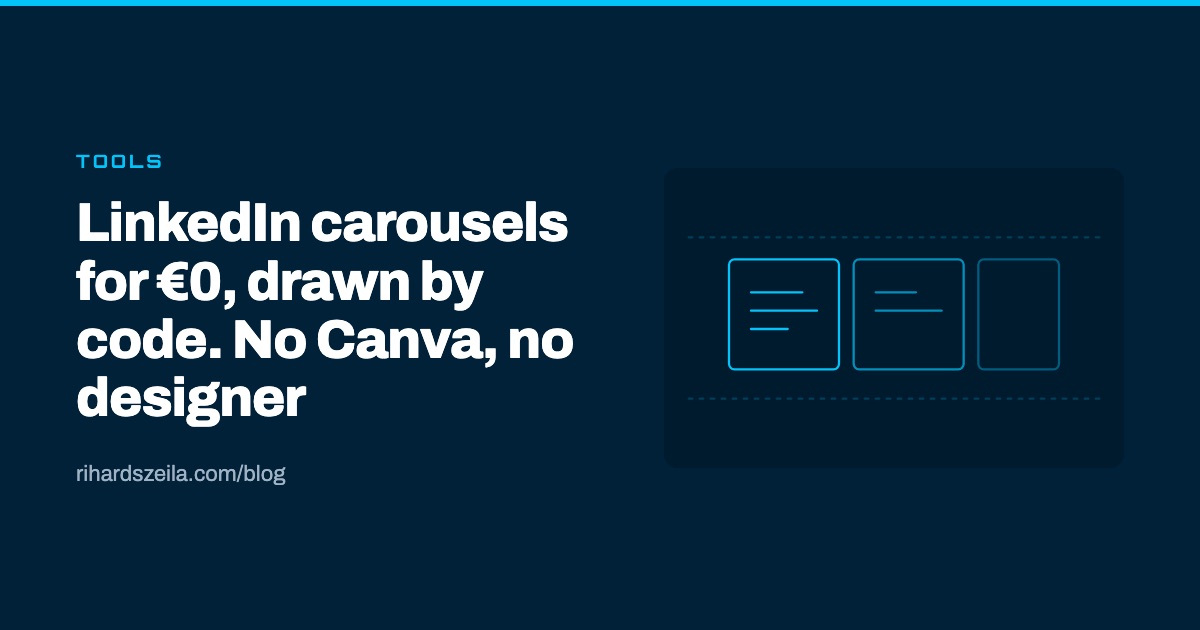 TOOLS
LinkedIn carousels
for €0, drawn by
code. No Canva, no
designer
rihardszeila.com/blog